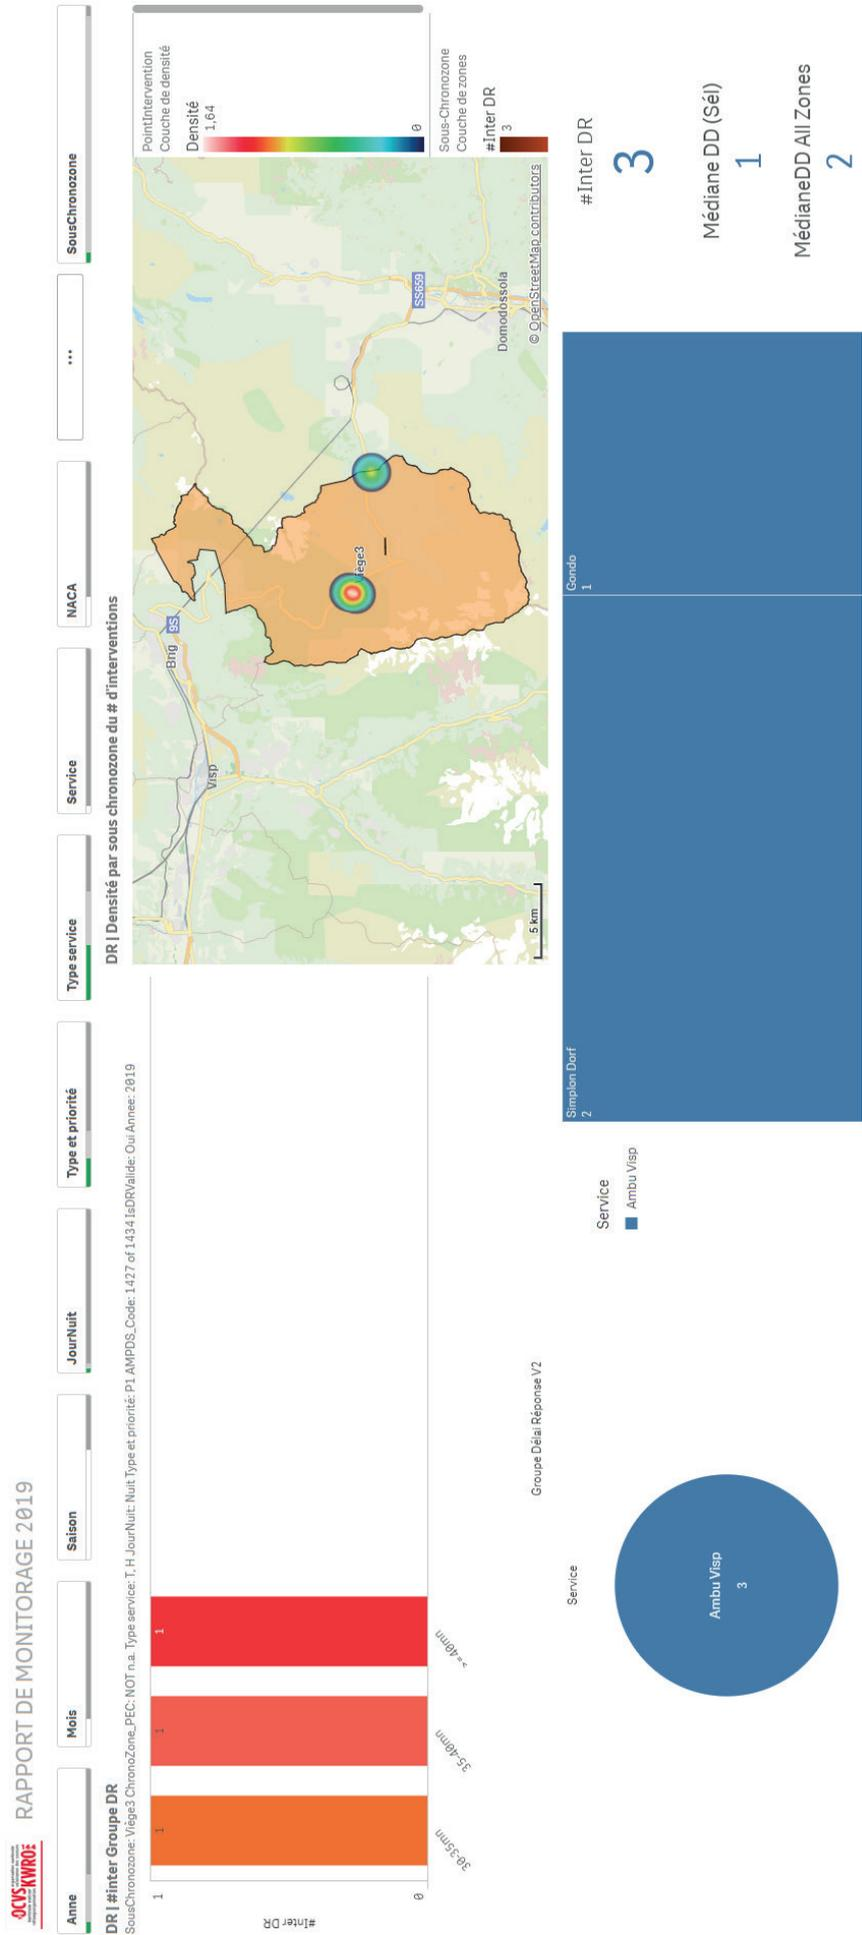 OCVS
KWRO
RAPPORT DE MONITORAGE 2019
Anne
Mois
Saison
JourNuit
Type et priorité
Type service
Service
NACA
...
SousChronozone
DR | #inter Groupe DR
SousChronozone: Viège3 ChronoZone_PEC: NOT n.a. Type service: T, H JourNuit: Nuit Type et priorité: P1 AMPDS_Code: 1427 of 1434 IsDRValide: Oui Annee: 2019
#Inter DR
1
0
1
1
1
30-35mn
35-40mn
>=40mn
Groupe Délai Réponse V2
DR | Densité par sous chronozone du # d'interventions
Brig
9S
Visp
iège3
SS659
Domodossola
5 km
© OpenStreetMap contributors
PointIntervention
Couche de densité
Densité
1,64
0
Sous-Chronozone
Couche de zones
#Inter DR
3
Service
Ambu Visp
3
Service
Ambu Visp
Simplon Dorf
2
Gondo
1
#Inter DR
3
Médiane DD (Sél)
1
MédianeDD All Zones
2